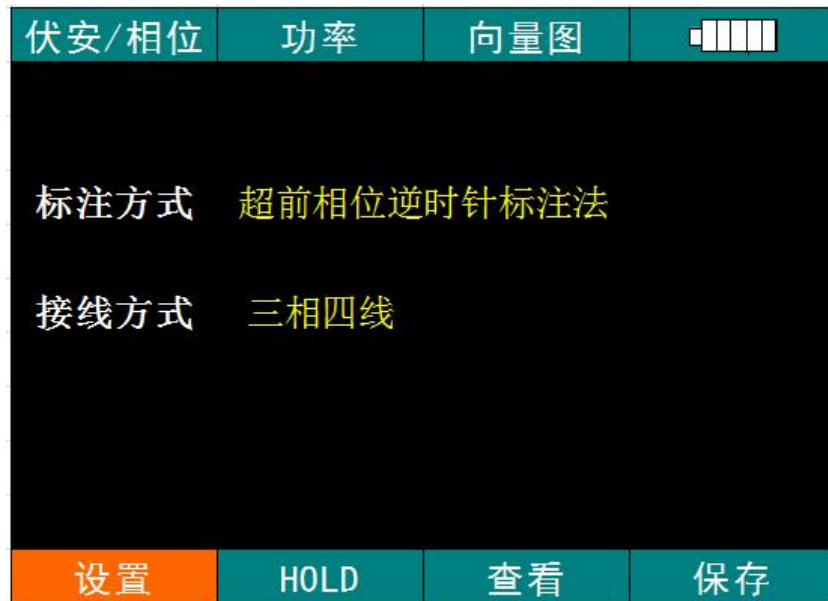 伏安/相位 功率 向量图
标注方式 超前相位逆时针标注法
接线方式 三相四线
设置 HOLD 查看 保存